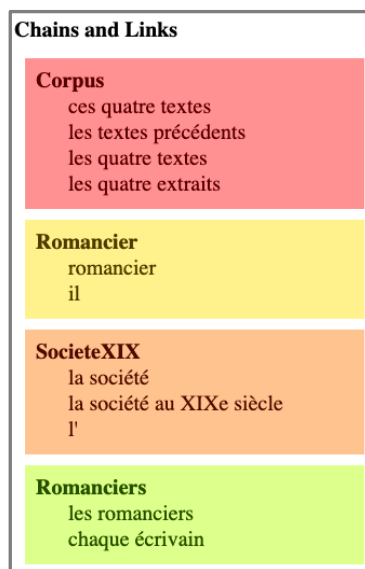 Chains and Links
Corpus
ces quatre textes
les textes précédents
les quatre textes
les quatre extraits
Romancier
romancier
il
SocieteXIX
la société
la société au XIXe siècle
l'
Romanciers
les romanciers
chaque écrivain